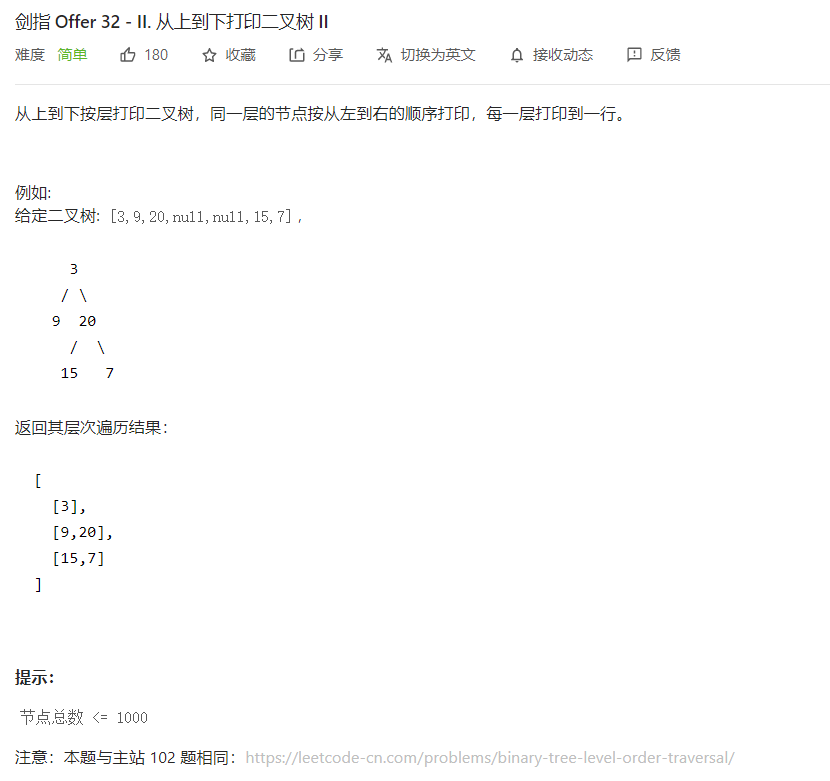 剑指 Offer 32 - II. 从上到下打印二叉树 II
难度 简单 180 收藏 分享 切换为英文 接收动态 反馈
从上到下按层打印二叉树，同一层的节点按从左到右的顺序打印，每一层打印到一行。
例如:
给定二叉树: [3,9,20,null,null,15,7],
3
/ \
9 20
/ \
15 7
返回其层次遍历结果：
[
[3],
[9,20],
[15,7]
]
提示：
节点总数 <= 1000
注意：本题与主站 102 题相同：https://leetcode-cn.com/problems/binary-tree-level-order-traversal/